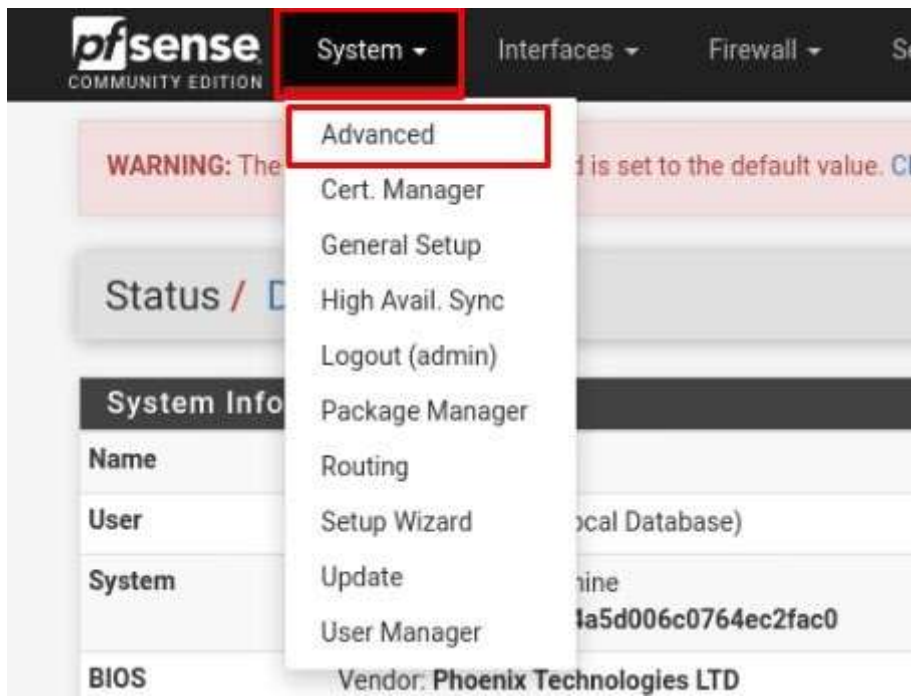 pfsense System Interfaces Firewall
COMMUNITY EDITION
Advanced
WARNING: The d is set to the default value.
Cert. Manager
General Setup
Status /
High Avail. Sync
Logout (admin)
System Info
Package Manager
Name
Routing
User
Setup Wizard ocal Database)
System
Update hine
4a5d006c0764ec2fac0
User Manager
BIOS Vendor: Phoenix Technologies LTD